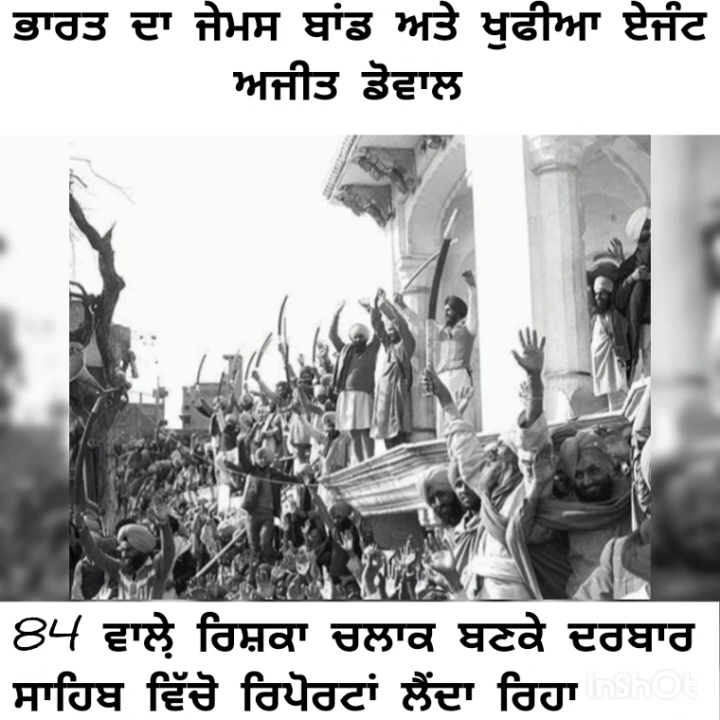 ਭਾਰਤ ਦਾ ਜੇਮਸ ਬਾਂਡ ਅਤੇ ਖੁਫੀਆ ਏਜੰਟ
ਅਜੀਤ ਡੋਵਾਲ
84 ਵਾਲੇ਼ ਰਿਸ਼ਕਾ ਚਲਾਕ ਬਣਕੇ ਦਰਬਾਰ
ਸਾਹਿਬ ਵਿੱਚੋ ਰਿਪੋਰਟਾਂ ਲੈਂਦਾ ਰਿਹਾ InShOt